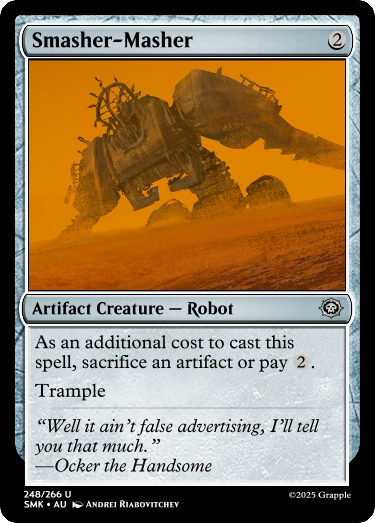 Smasher-Masher 2
Artifact Creature — Robot
As an additional cost to cast this
spell, sacrifice an artifact or pay 2.
Trample
“Well it ain’t false advertising, I’ll tell
you that much.”
—Ocker the Handsome
248/266 U
SMK • AU Andrei Riabovitchev
©2025 Grapple